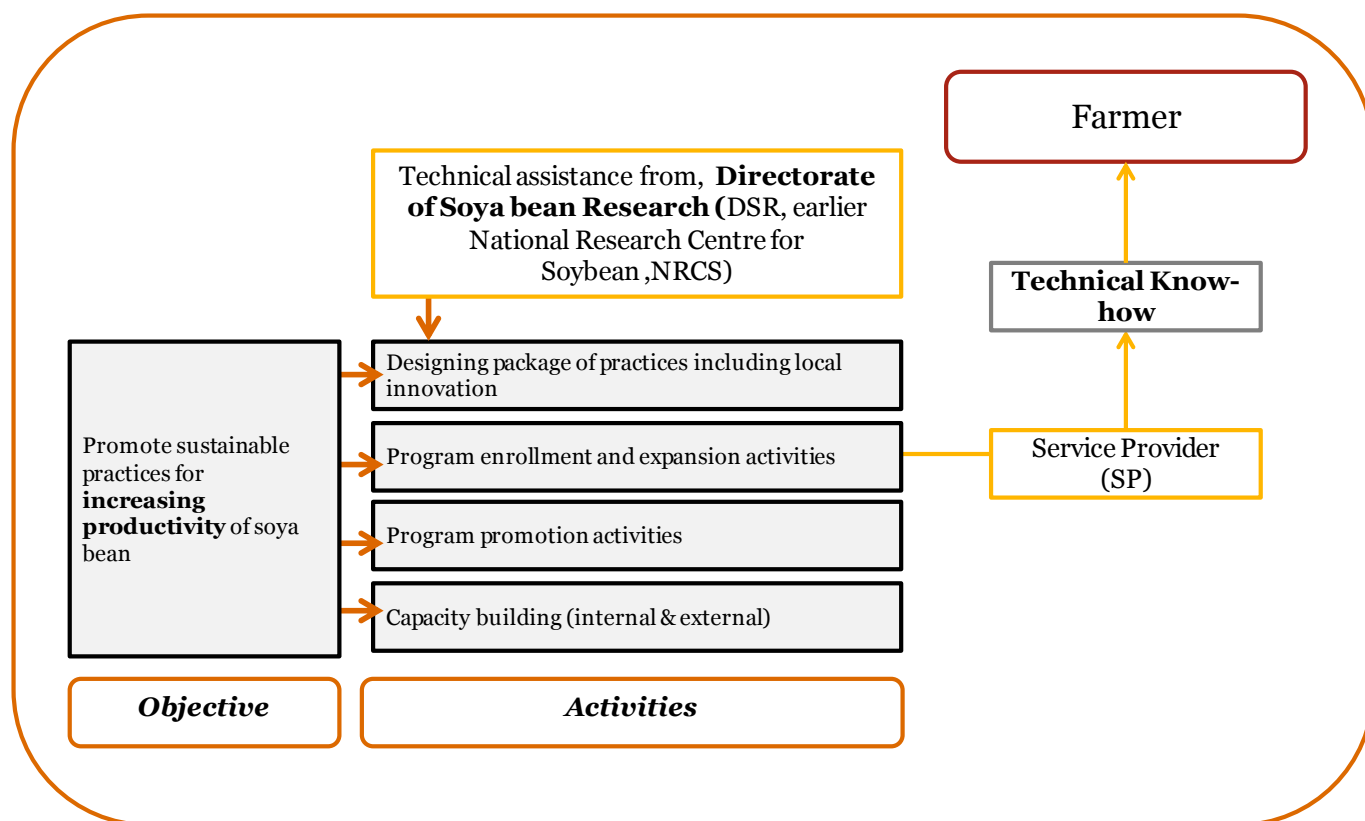 Farmer
Technical assistance from, Directorate
of Soya bean Research (DSR, earlier
National Research Centre for
Soybean ,NRCS)
Technical Know-
how
Designing package of practices including local
innovation
Promote sustainable
practices for
increasing
productivity of soya
bean
Program enrollment and expansion activities
Service Provider
(SP)
Program promotion activities
Capacity building (internal & external)
Objective
Activities